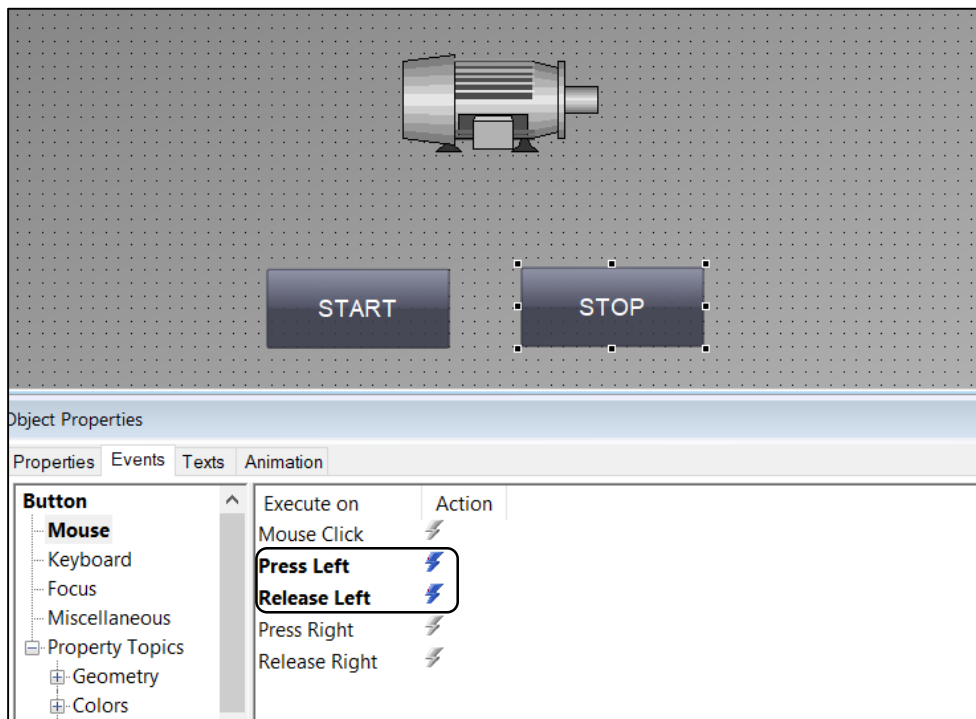 START
STOP
Object Properties
Properties Events Texts Animation
Button
Mouse
Keyboard
Focus
Miscellaneous
Property Topics
Geometry
Colors
Execute on Action
Mouse Click
Press Left
Release Left
Press Right
Release Right